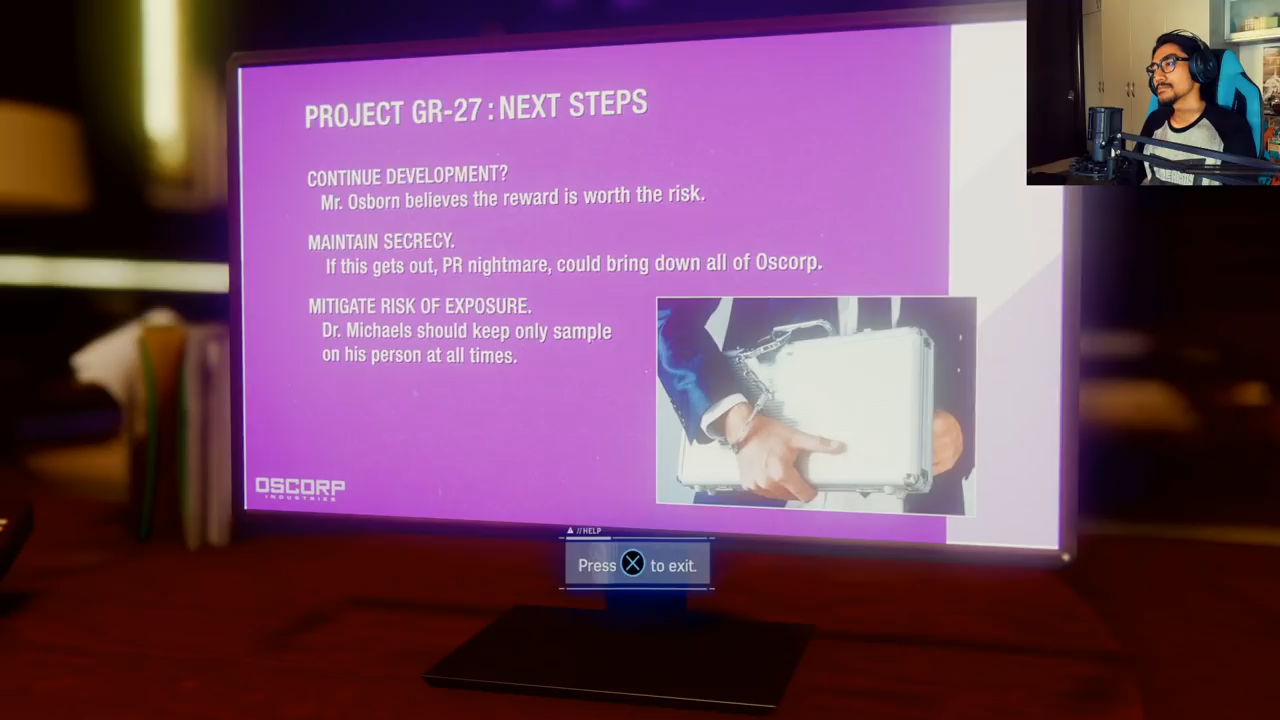 PROJECT GR-27 : NEXT STEPS
CONTINUE DEVELOPMENT?
Mr. Osborn believes the reward is worth the risk.
MAINTAIN SECRECY.
If this gets out, PR nightmare, could bring down all of Oscorp.
MITIGATE RISK OF EXPOSURE.
Dr. Michaels should keep only sample
on his person at all times.
OSCORP
INDUSTRIES
// HELP
Press X to exit.